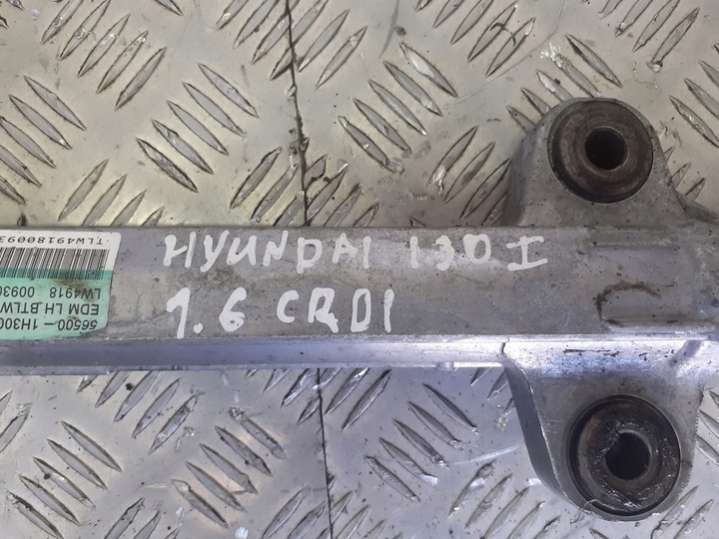 HYUNDAI I30 I
1.6 CRDI
TLW4918009
LW4918 0093
EDM LH.BTLW
56500-1H300